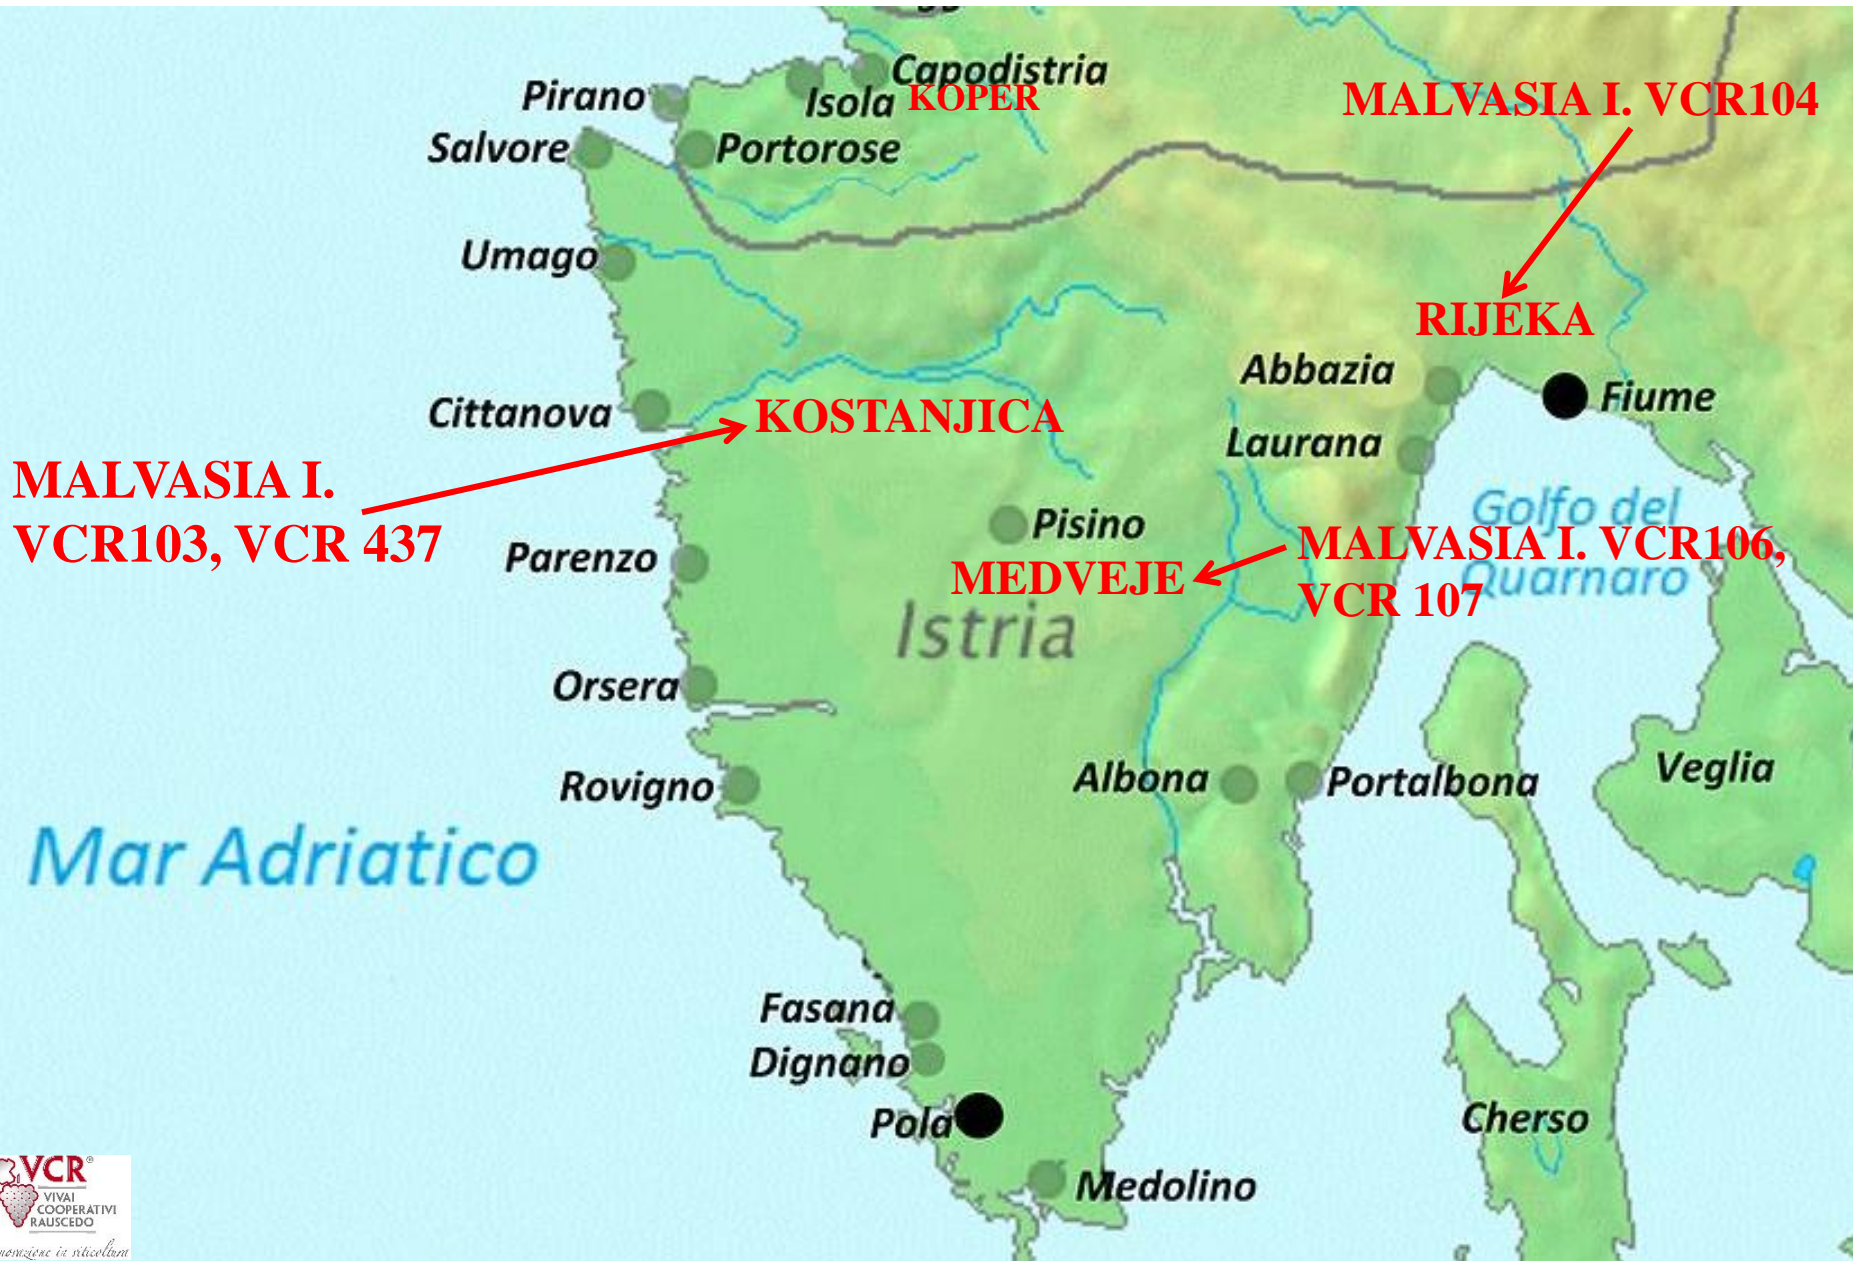 Capodistria
Pirano
Isola
KOPER
MALVASIA I. VCR104
Salvore
Portorose
Umago
RIJEKA
Abbazia
Fiume
Cittanova
KOSTANJICA
Laurana
MALVASIA I.
VCR103, VCR 437
Golfo del
Quarnaro
Pisino
MALVASIA I. VCR106,
VCR 107
Parenzo
MEDVEJE
Istria
Orsera
Rovigno
Albona
Portalbona
Veglia
Mar Adriatico
Fasana
Dignano
Pola
Cherso
Medolino
VCR®
VIVAI
COOPERATIVI
RAUSCEDO
in viticoltura